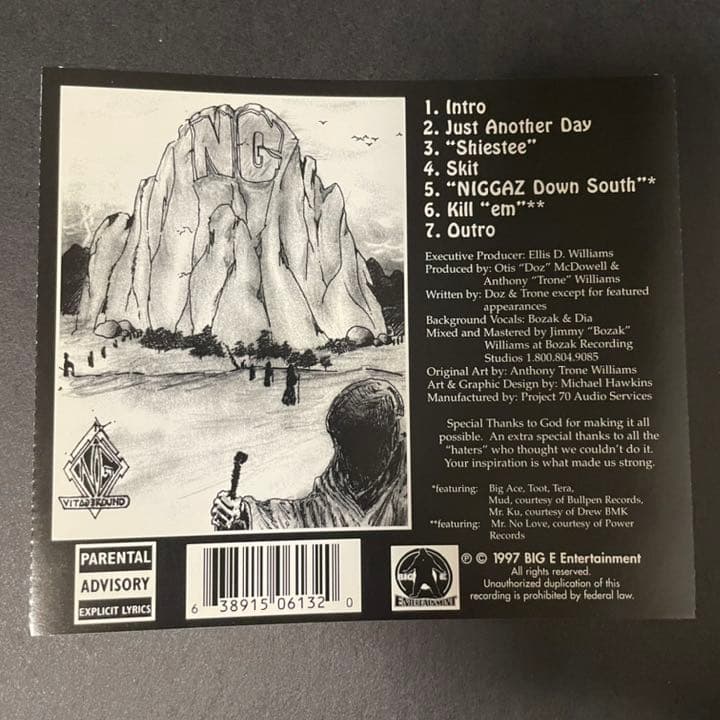 NG
VITALGROUND
1. Intro
2. Just Another Day
3. “Shiestee”
4. Skit
5. “NIGGAZ Down South”*
6. Kill “em”**
7. Outro
Executive Producer: Ellis D. Williams
Produced by: Otis “Doz” McDowell &
Anthony “Trone” Williams
Written by: Doz & Trone except for featured
appearances
Background Vocals: Bozak & Dia
Mixed and Mastered by Jimmy “Bozak”
Williams at Bozak Recording
Studios 1.800.804.9085
Original Art by: Anthony Trone Williams
Art & Graphic Design by: Michael Hawkins
Manufactured by: Project 70 Audio Services
Special Thanks to God for making it all
possible. An extra special thanks to all the
“haters” who thought we couldn’t do it.
Your inspiration is what made us strong.
*featuring: Big Ace, Toot, Tera,
Mud, courtesy of Bullpen Records,
Mr. Ku, courtesy of Drew BMK
**featuring: Mr. No Love, courtesy of Power
Records
PARENTAL
ADVISORY
EXPLICIT LYRICS
6 38915 06132 0
BIG E
ENTERTAINMENT
℗ © 1997 BIG E Entertainment
All rights reserved.
Unauthorized duplication of this
recording is prohibited by federal law.